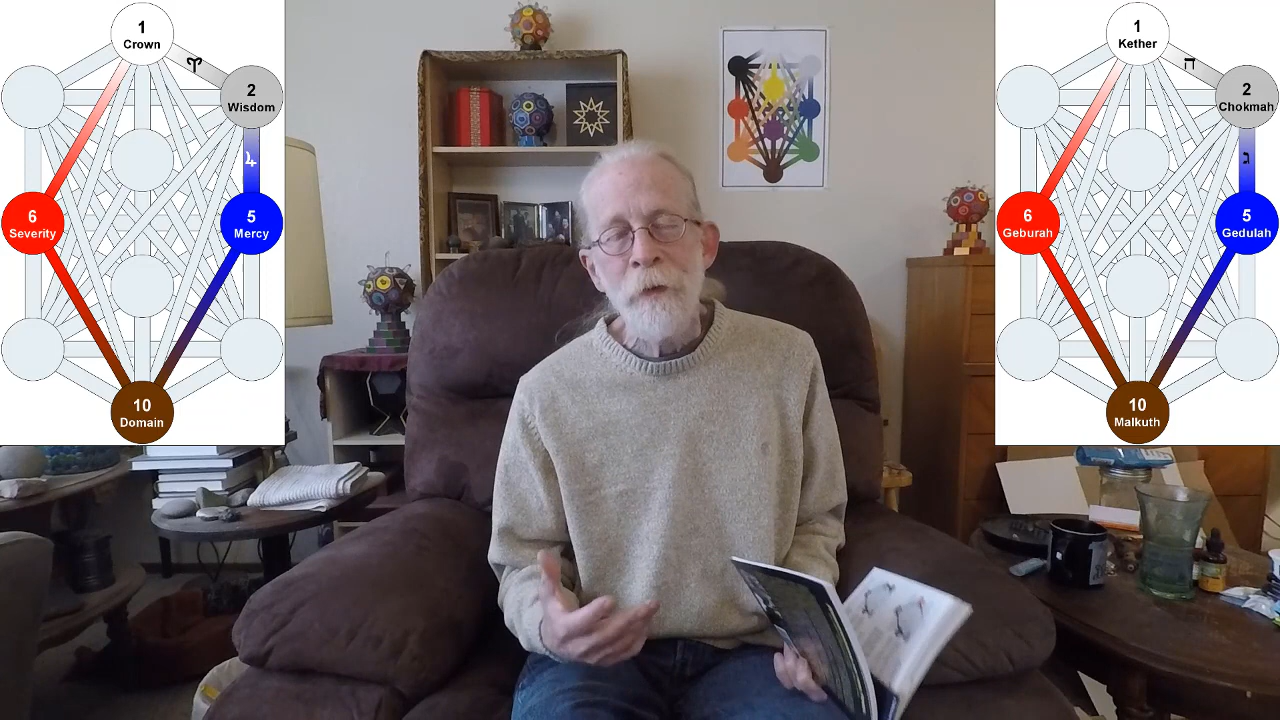 1
Crown
♈
2
Wisdom
♃
6
Severity
5
Mercy
10
Domain
1
Kether
ה
2
Chokmah
ג
6
Geburah
5
Gedulah
10
Malkuth